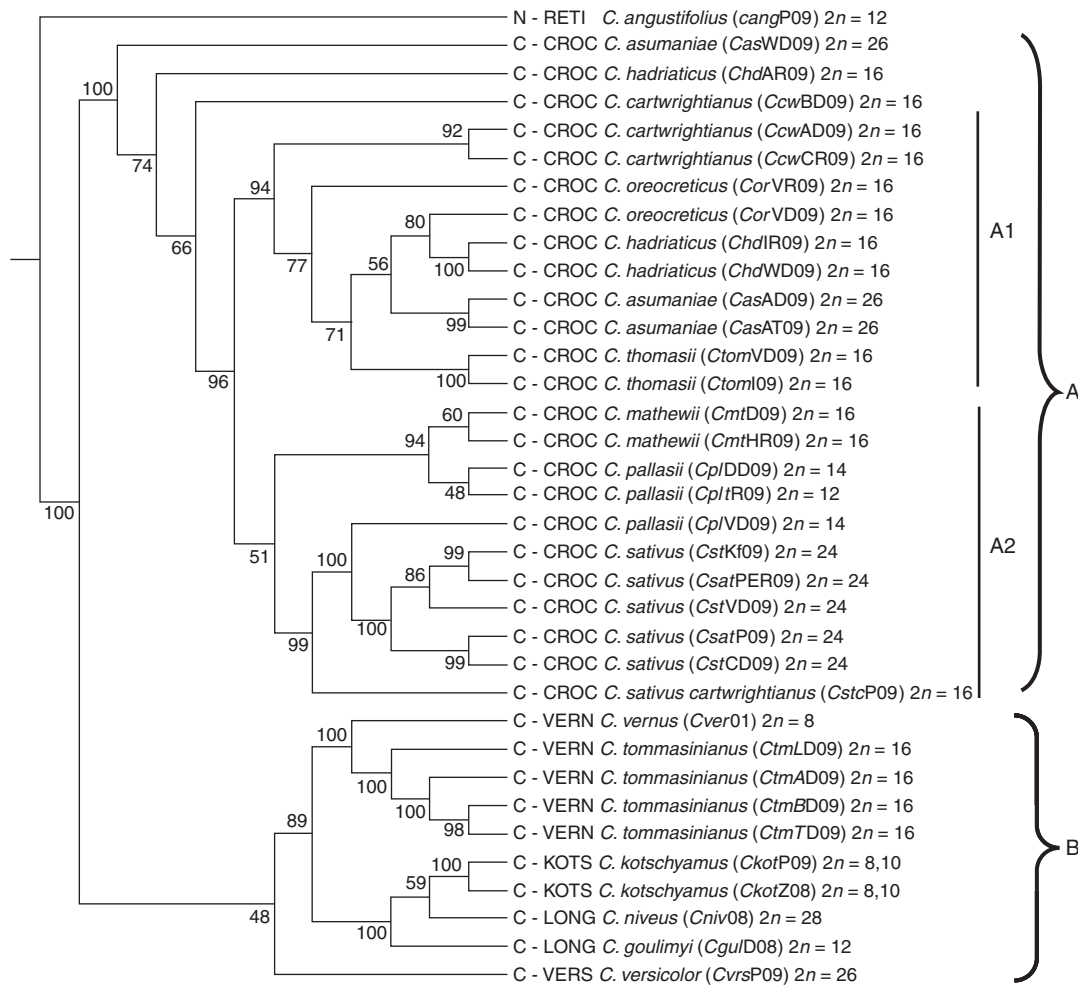 N - RETI C. angustifolius (cangP09) 2n = 12
C - CROC C. asumaniae (CasWD09) 2n = 26
C - CROC C. hadriaticus (ChdAR09) 2n = 16
100
C - CROC C. cartwrightianus (CcwBD09) 2n = 16
92
C - CROC C. cartwrightianus (CcwAD09) 2n = 16
C - CROC C. cartwrightianus (CcwCR09) 2n = 16
74
94
C - CROC C. oreocreticus (CorVR09) 2n = 16
80
C - CROC C. oreocreticus (CorVD09) 2n = 16
A1
66
C - CROC C. hadriaticus (ChdIR09) 2n = 16
77
56
100
C - CROC C. hadriaticus (ChdWD09) 2n = 16
C - CROC C. asumaniae (CasAD09) 2n = 26
71
99
C - CROC C. asumaniae (CasAT09) 2n = 26
C - CROC C. thomasii (CtomVD09) 2n = 16
96
100
C - CROC C. thomasii (CtomI09) 2n = 16
A
60
C - CROC C. mathewii (CmtD09) 2n = 16
94
C - CROC C. mathewii (CmtHR09) 2n = 16
C - CROC C. pallasii (CplDD09) 2n = 14
48
C - CROC C. pallasii (CpltR09) 2n = 12
100
C - CROC C. pallasii (CplVD09) 2n = 14
A2
51
100
99
C - CROC C. sativus (CstKf09) 2n = 24
86
C - CROC C. sativus (CsatPER09) 2n = 24
C - CROC C. sativus (CstVD09) 2n = 24
100
C - CROC C. sativus (CsatP09) 2n = 24
99
99
C - CROC C. sativus (CstCD09) 2n = 24
C - CROC C. sativus cartwrightianus (CstcP09) 2n = 16
C - VERN C. vernus (Cver01) 2n = 8
100
C - VERN C. tommasinianus (CtmLD09) 2n = 16
100
C - VERN C. tommasinianus (CtmAD09) 2n = 16
100
C - VERN C. tommasinianus (CtmBD09) 2n = 16
89
98
C - VERN C. tommasinianus (CtmTD09) 2n = 16
B
100
C - KOTS C. kotschyamus (CkotP09) 2n = 8,10
59
C - KOTS C. kotschyamus (CkotZ08) 2n = 8,10
48
C - LONG C. niveus (Cniv08) 2n = 28
100
C - LONG C. goulimyi (CgulD08) 2n = 12
C - VERS C. versicolor (CvrsP09) 2n = 26